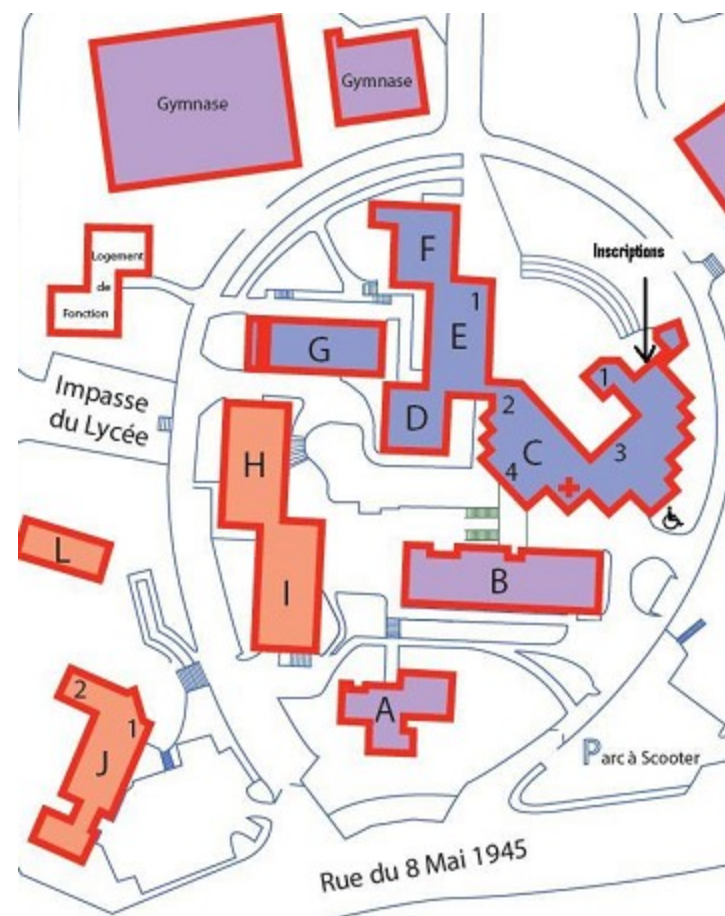 Gymnase
Gymnase
Inscriptions
Logement
de
Fonction
F
1
E
G
D
2
C
4
1
3
Impasse
du Lycée
H
I
L
B
A
2
1
J
Parc à Scooter
Rue du 8 Mai 1945